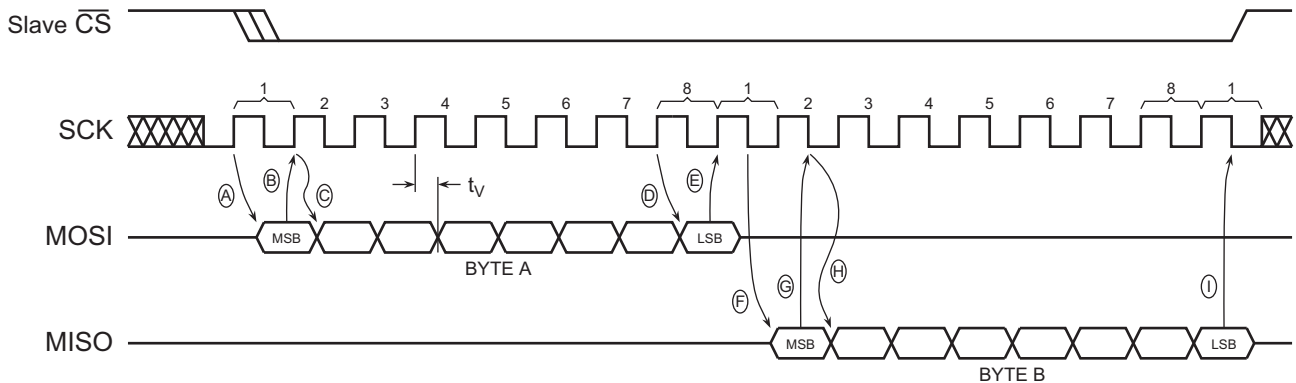 Slave CS
1 2 3 4 5 6 7 8 1 2 3 4 5 6 7 8 1
SCK
A B C tV D E
MOSI MSB LSB
BYTE A
F G H I
MISO MSB LSB
BYTE B